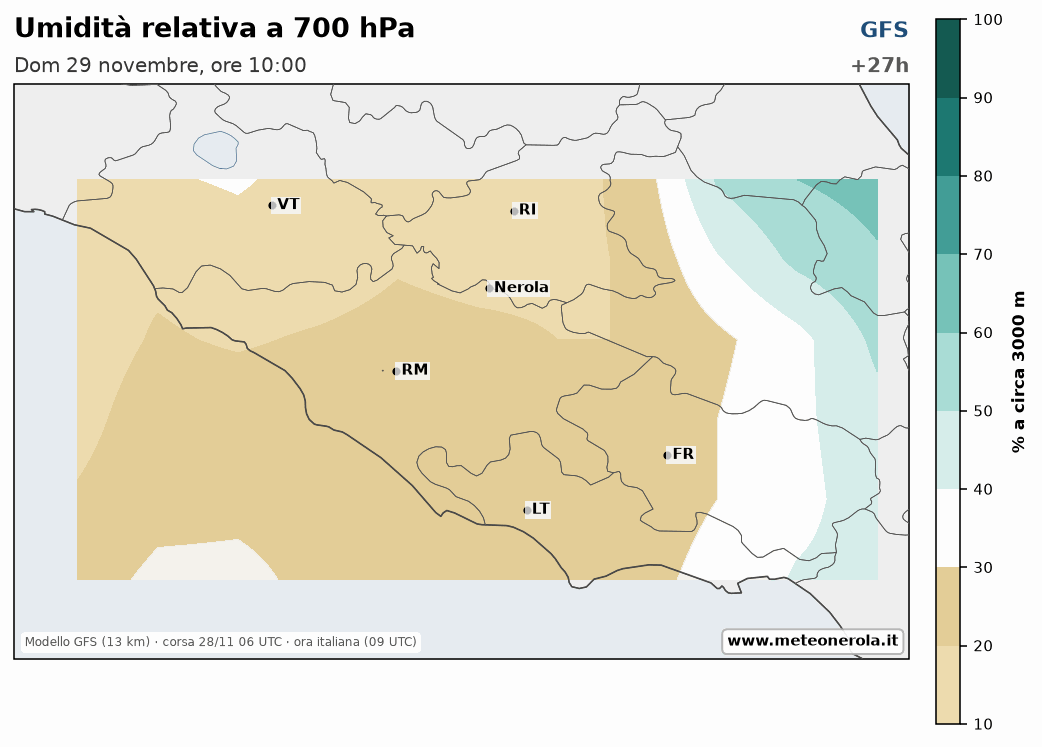 Umidità relativa a 700 hPa
GFS
Dom 29 novembre, ore 10:00
+27h
VT
RI
Nerola
RM
FR
LT
Modello GFS (13 km) · corsa 28/11 06 UTC · ora italiana (09 UTC)
www.meteonerola.it
100
90
80
70
60
50
40
30
20
10
% a circa 3000 m